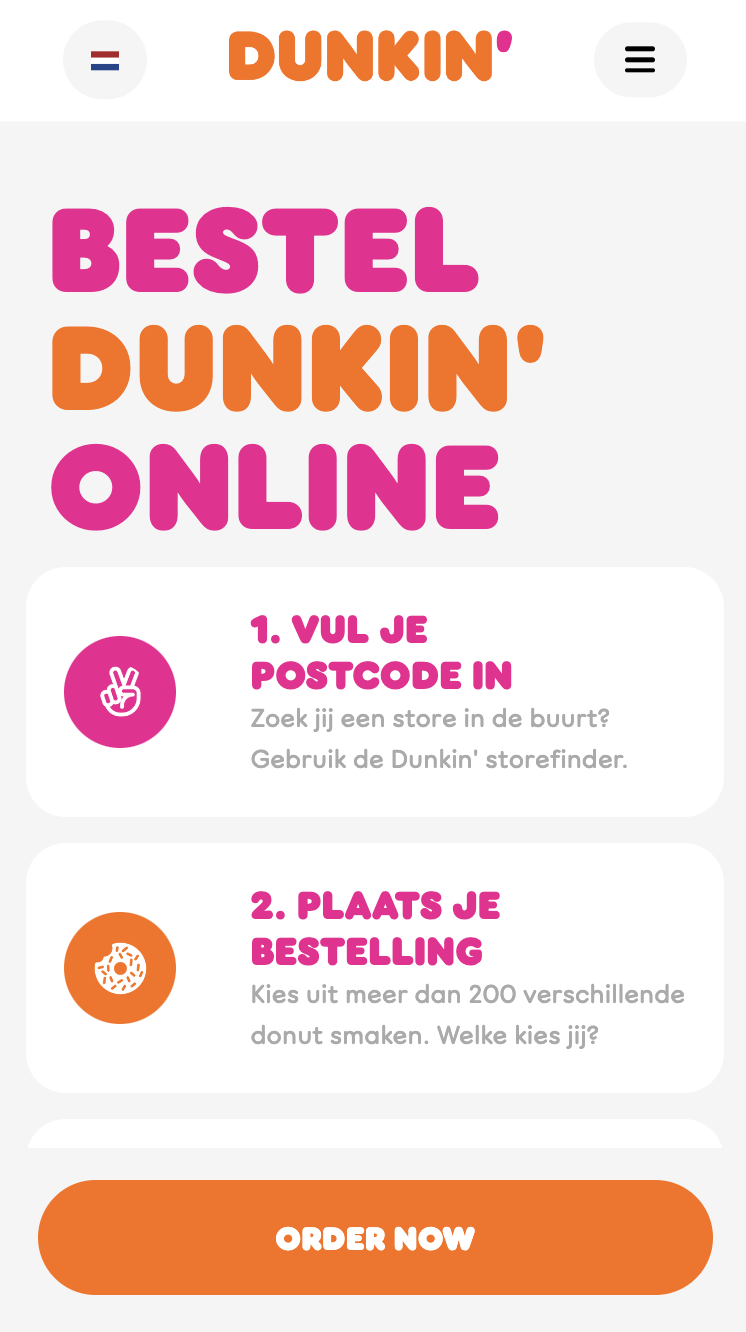 DUNKIN'
BESTEL
DUNKIN'
ONLINE
1. VUL JE
POSTCODE IN
Zoek jij een store in de buurt?
Gebruik de Dunkin' storefinder.
2. PLAATS JE
BESTELLING
Kies uit meer dan 200 verschillende
donut smaken. Welke kies jij?
ORDER NOW